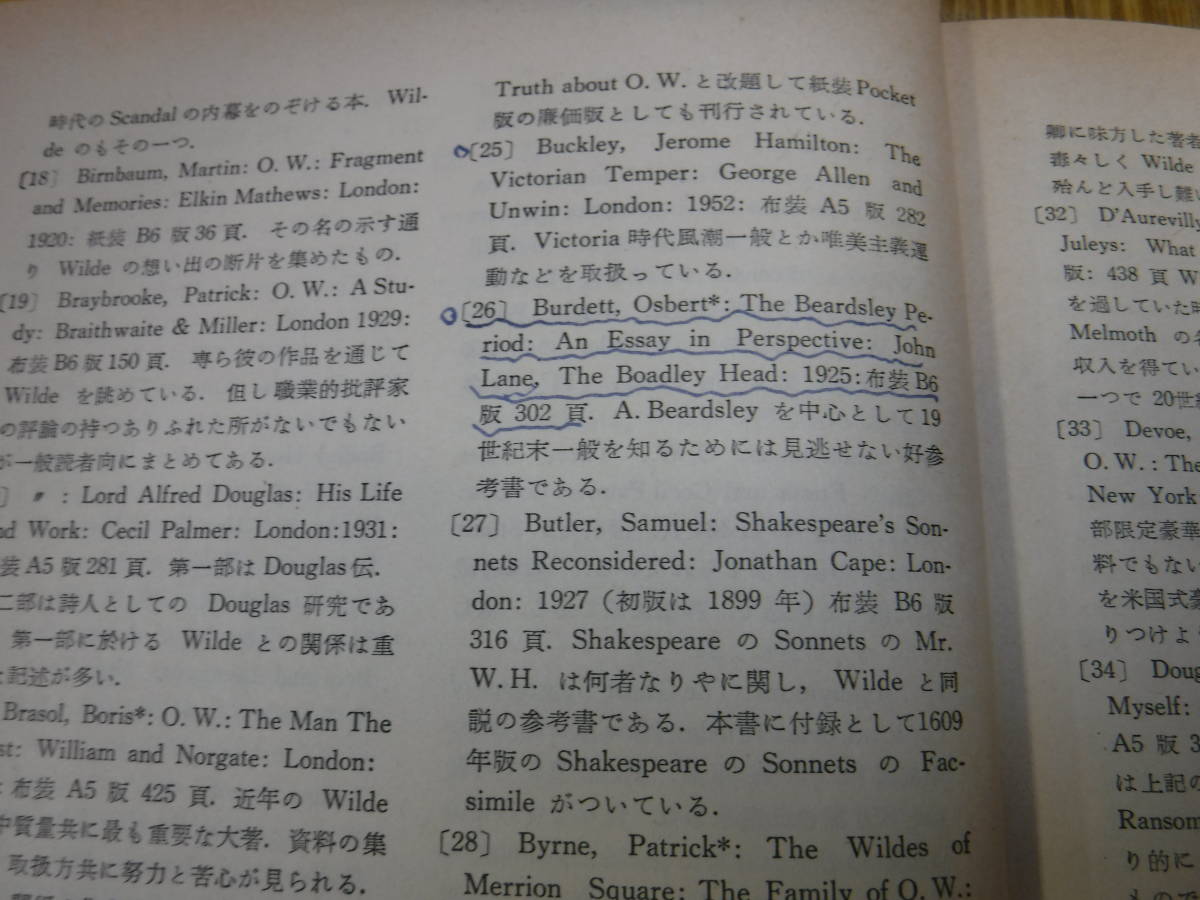 時代の Scandal の内幕をのぞける本. Wil-
de のもその一つ.
[18] Birnbaum, Martin: O. W.: Fragment
and Memories: Elkin Mathews: London:
1920: 紙装 B6 版36頁. その名の示す通
り Wilde の想い出の断片を集めたもの.
[19] Braybrooke, Patrick: O. W.: A Stu-
dy: Braithwaite & Miller: London 1929:
布装 B6 版 150 頁. 専ら彼の作品を通じて
Wilde を眺めている. 但し職業的批評家
の評論の持つありふれた所がないでもない
が一般読者向にまとめてある.
] 〃 : Lord Alfred Douglas: His Life
nd Work: Cecil Palmer: London:1931:
装 A5 版 281 頁. 第一部は Douglas 伝.
二部は詩人としての Douglas 研究であ
第一部に於ける Wilde との関係は重
記述が多い.
Brasol, Boris*: O. W.: The Man The
st: William and Norgate: London:
布装 A5 版 425 頁. 近年の Wilde
中質量共に最も重要な大著. 資料の集
取扱方共に努力と苦心が見られる.
Truth about O. W. と改題して紙装 Pocket
版の廉価版としても刊行されている.
[25] Buckley, Jerome Hamilton: The
Victorian Temper: George Allen and
Unwin: London: 1952: 布装 A5 版 282
頁. Victoria 時代風潮一般とか唯美主義運
動などを取扱っている.
[26] Burdett, Osbert*: The Beardsley Pe-
riod: An Essay in Perspective: John
Lane, The Boadley Head: 1925: 布装 B6
版 302 頁. A. Beardsley を中心として19
世紀末一般を知るためには見逃せない好参
考書である.
[27] Butler, Samuel: Shakespeare's Son-
nets Reconsidered: Jonathan Cape: Lon-
don: 1927 (初版は 1899 年) 布装 B6 版
316 頁. Shakespeare の Sonnets の Mr.
W. H. は何者なりやに関し, Wilde と同
説の参考書である. 本書に付録として1609
年版の Shakespeare の Sonnets の Fac-
simile がついている.
[28] Byrne, Patrick*: The Wildes of
Merrion Square: The Family of O. W.:
卿に味方した著者
毒々しく Wilde
殆んど入手し難い
[32] D'Aurevilly
Juleys: What
版: 438 頁 W
を過していた時
Melmoth の名
収入を得てい
一つで 20世紀
[33] Devoe,
O. W. : The
New York
部限定豪華
料でもない
を米国式豪
りつけよ
[34] Doug
Myself:
A5 版 3
は上記の
Ransom
り的に
もので